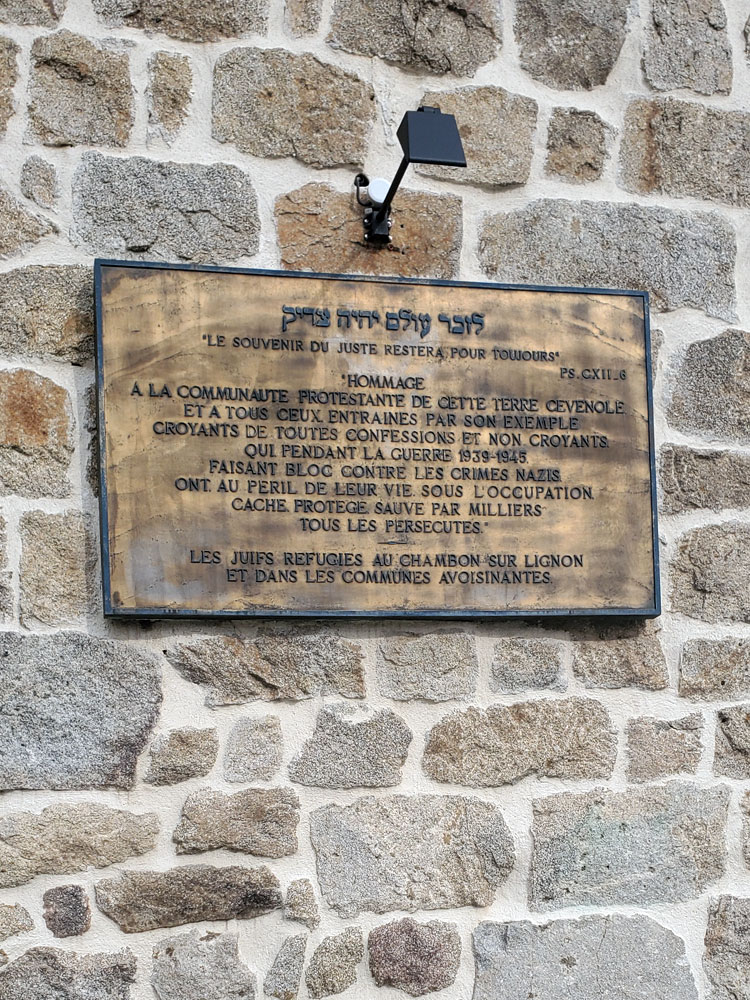 לזכר עולם יהיה צדיק
"LE SOUVENIR DU JUSTE RESTERA POUR TOUJOURS"
PS.CXII_6
"HOMMAGE
A LA COMMUNAUTE PROTESTANTE DE CETTE TERRE CEVENOLE
ET A TOUS CEUX ENTRAINES PAR SON EXEMPLE
CROYANTS DE TOUTES CONFESSIONS ET NON CROYANTS.
QUI PENDANT LA GUERRE 1939-1945.
FAISANT BLOC CONTRE LES CRIMES NAZIS
ONT. AU PERIL DE LEUR VIE. SOUS L'OCCUPATION.
CACHE. PROTEGE. SAUVE PAR MILLIERS
TOUS LES PERSECUTES."
LES JUIFS REFUGIES AU CHAMBON SUR LIGNON
ET DANS LES COMMUNES AVOISINANTES.